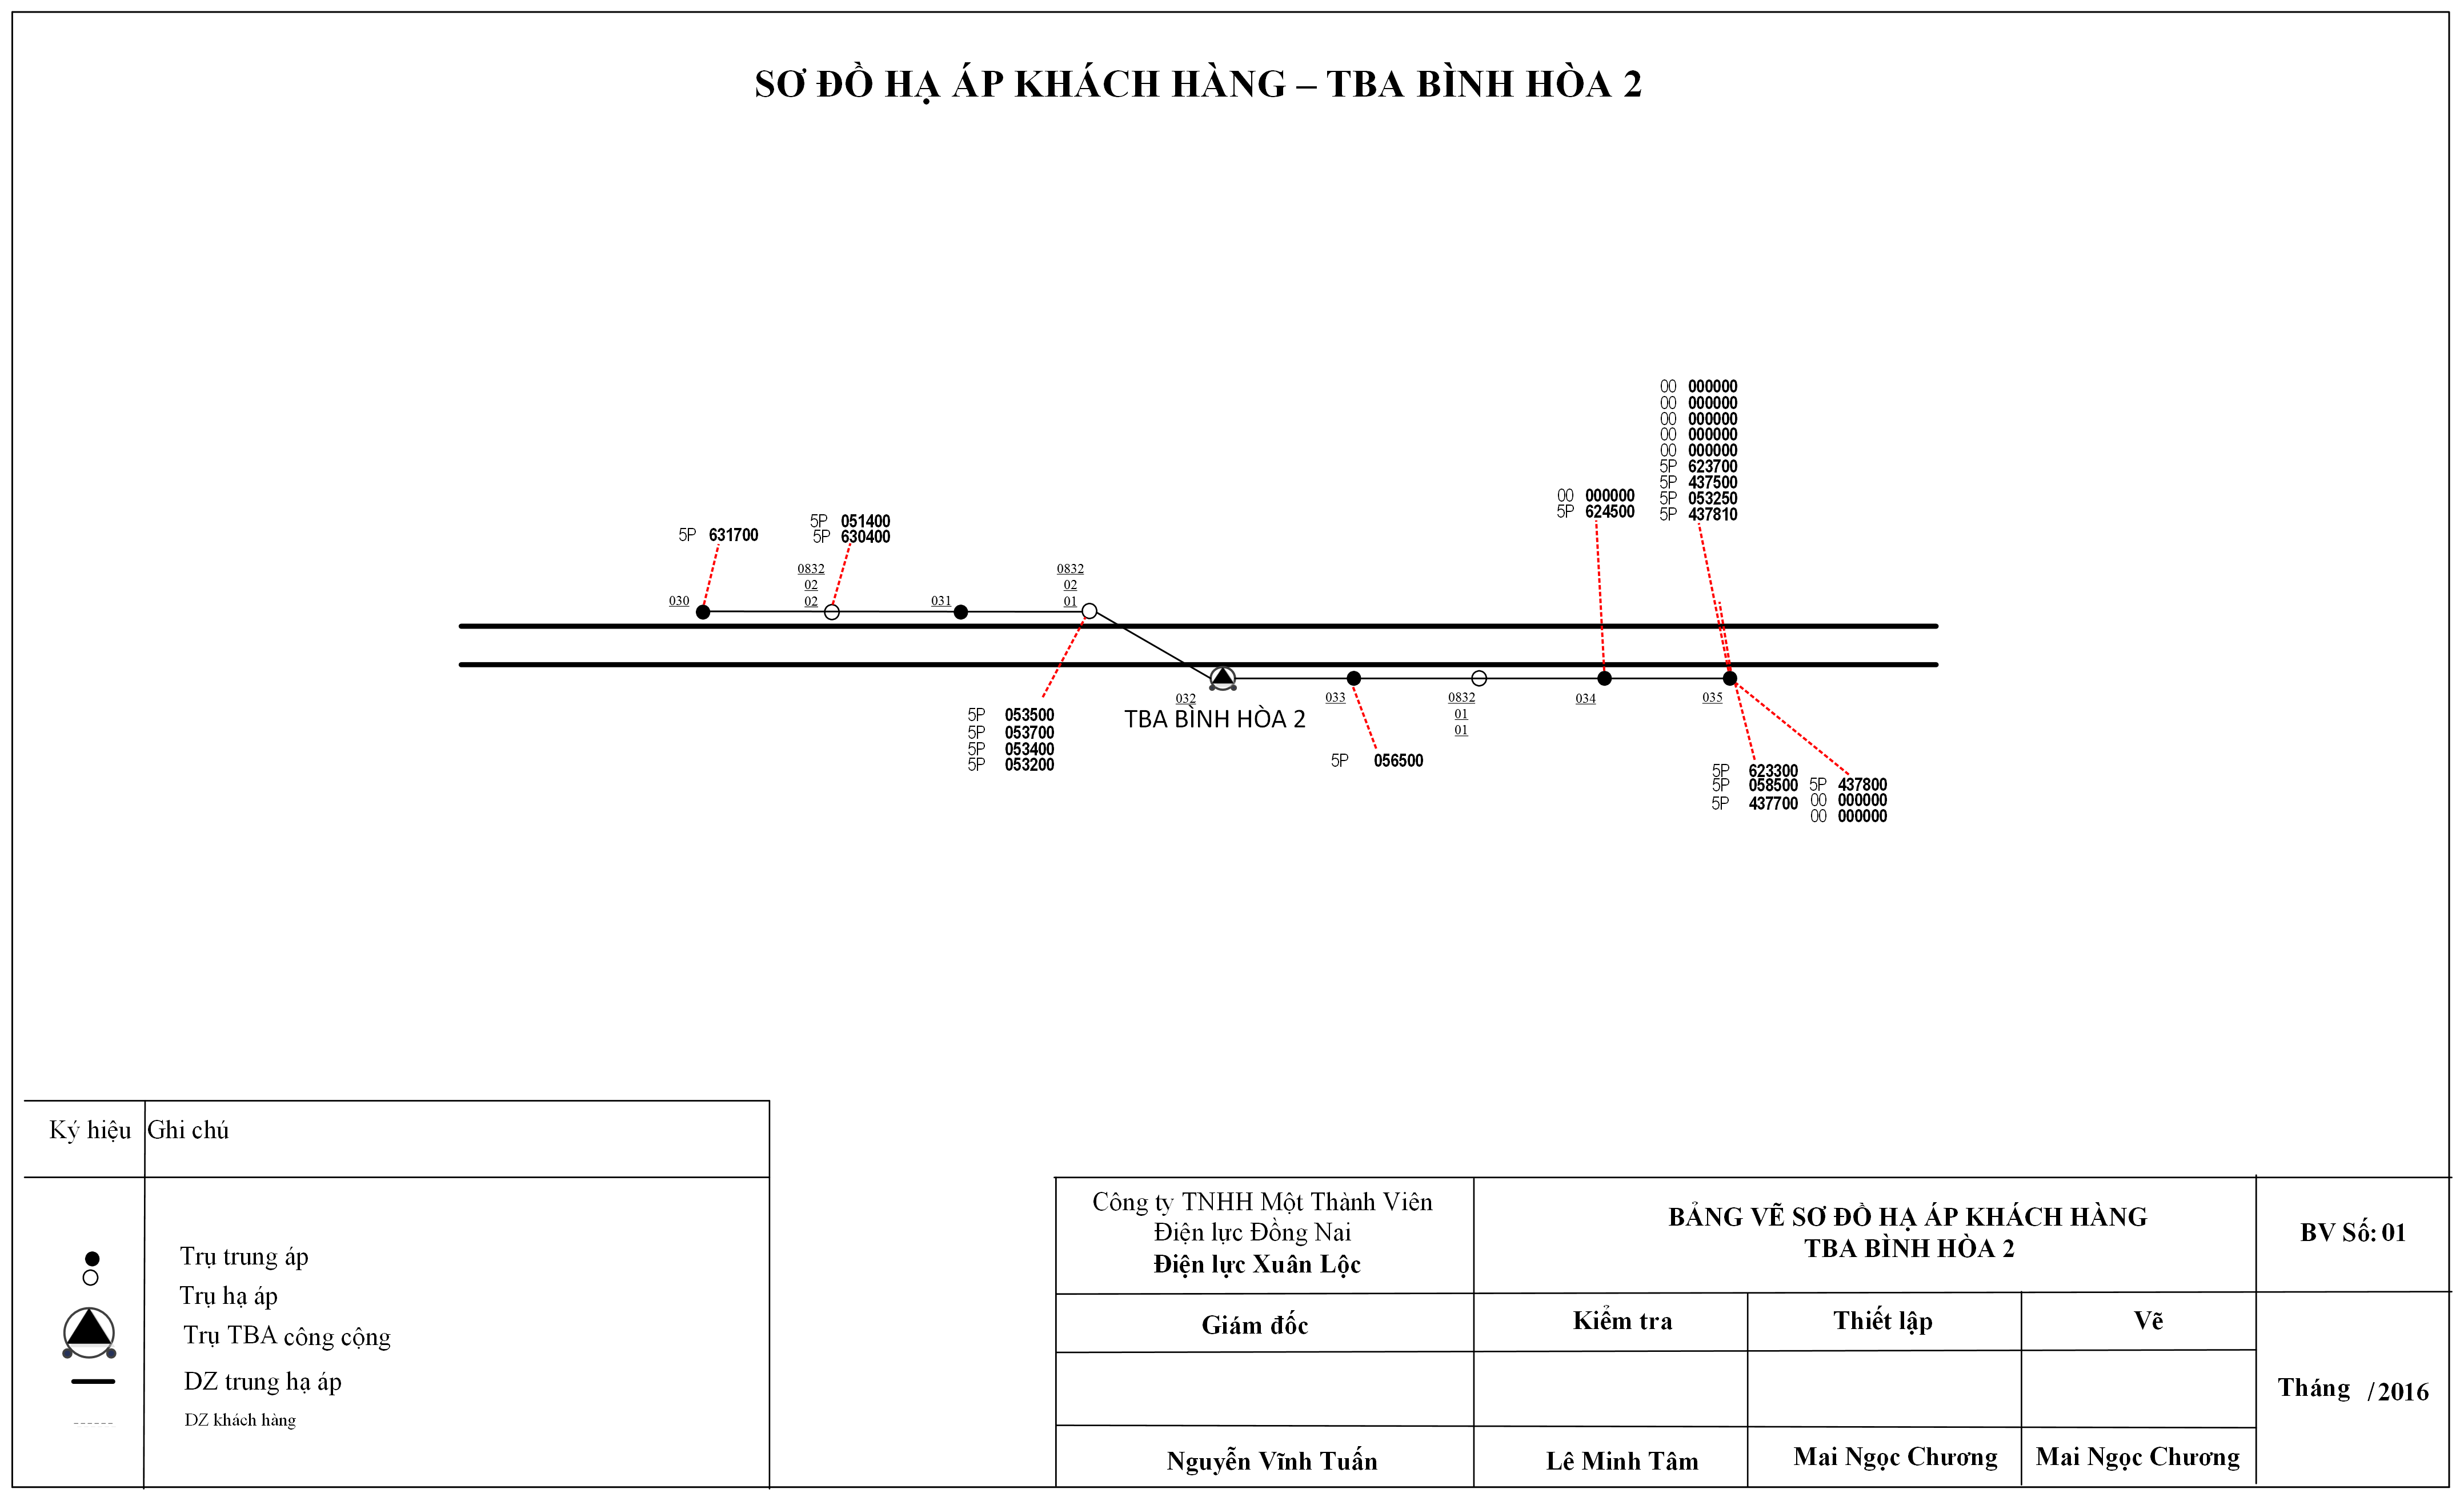 SƠ ĐỒ HẠ ÁP KHÁCH HÀNG – TBA BÌNH HÒA 2
00 000000
00 000000
00 000000
00 000000
00 000000
5P 623700
5P 437500
5P 053250
5P 437810
00 000000
5P 624500
5P 631700
5P 051400
5P 630400
030
0832
02
02
031
0832
02
01
032
TBA BÌNH HÒA 2
033
0832
01
01
034
035
5P 053500
5P 053700
5P 053400
5P 053200
5P 056500
5P 623300
5P 058500
5P 437700
5P 437800
00 000000
00 000000
Ký hiệu Ghi chú
Trụ trung áp
Trụ hạ áp
Trụ TBA công cộng
DZ trung hạ áp
DZ khách hàng
Công ty TNHH Một Thành Viên
Điện lực Đồng Nai
Điện lực Xuân Lộc
BẢNG VẼ SƠ ĐỒ HẠ ÁP KHÁCH HÀNG
TBA BÌNH HÒA 2
BV Số: 01
Giám đốc
Kiểm tra
Thiết lập
Vẽ
Tháng /2016
Nguyễn Vĩnh Tuấn
Lê Minh Tâm
Mai Ngọc Chương
Mai Ngọc Chương